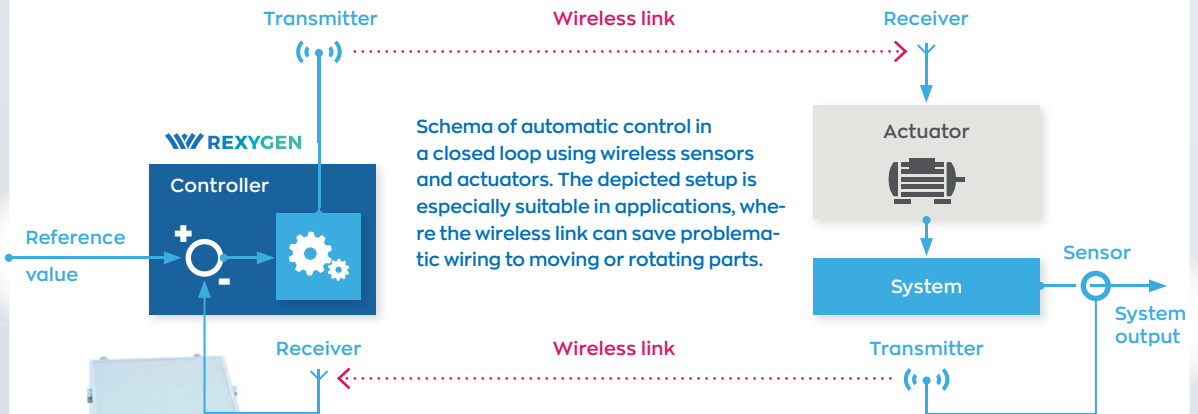 Transmitter
Wireless link
Receiver
REXYGEN
Controller
+
-
Reference
value
Schema of automatic control in
a closed loop using wireless sensors
and actuators. The depicted setup is
especially suitable in applications, whe-
re the wireless link can save problema-
tic wiring to moving or rotating parts.
Actuator
System
Sensor
System
output
Receiver
Wireless link
Transmitter